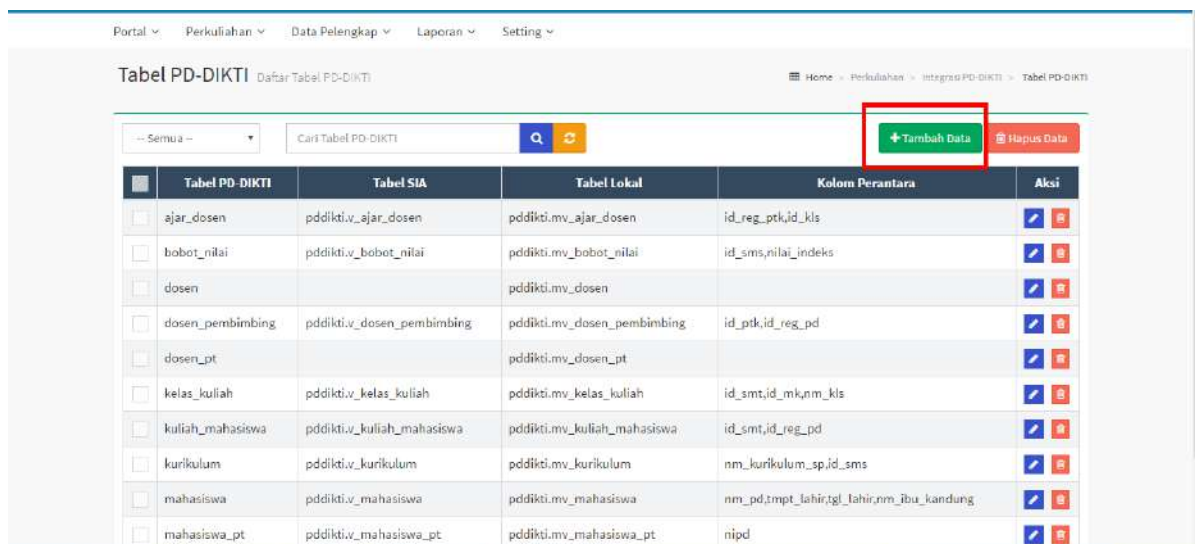 Portal Perkuliahan Data Pelengkap Laporan Setting
Tabel PD-DIKTI Daftar Tabel PD-DIKTI Home > Perkuliahan > Integrasi PD-DIKTI > Tabel PD-DIKTI
-- Semua -- Cari Tabel PD-DIKTI +Tambah Data Hapus Data
Tabel PD-DIKTI Tabel SIA Tabel Lokal Kolom Perantara Aksi
ajar_dosen pddikti.v_ajar_dosen pddikti.mv_ajar_dosen id_reg_ptk,id_kls
bobot_nilai pddikti.v_bobot_nilai pddikti.mv_bobot_nilai id_sms,nilai_indeks
dosen pddikti.mv_dosen
dosen_pembimbing pddikti.v_dosen_pembimbing pddikti.mv_dosen_pembimbing id_ptk,id_reg_pd
dosen_pt pddikti.mv_dosen_pt
kelas_kuliah pddikti.v_kelas_kuliah pddikti.mv_kelas_kuliah id_smt,id_mk,nm_kls
kuliah_mahasiswa pddikti.v_kuliah_mahasiswa pddikti.mv_kuliah_mahasiswa id_smt,id_reg_pd
kurikulum pddikti.v_kurikulum pddikti.mv_kurikulum nm_kurikulum_sp,id_sms
mahasiswa pddikti.v_mahasiswa pddikti.mv_mahasiswa nm_pd,tmpt_lahir,tgl_lahir,nm_ibu_kandung
mahasiswa_pt pddikti.v_mahasiswa_pt pddikti.mv_mahasiswa_pt nipd